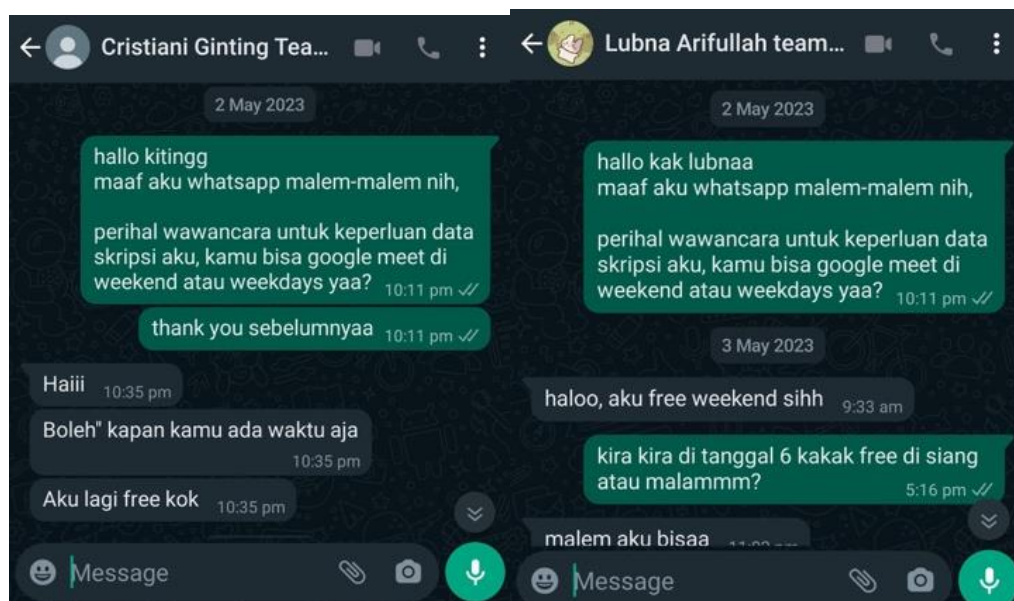 Cristiani Ginting Tea...
2 May 2023
hallo kitingg
maaf aku whatsapp malem-malem nih,
perihal wawancara untuk keperluan data
skripsi aku, kamu bisa google meet di
weekend atau weekdays yaa? 10:11 pm
thank you sebelumnyaa 10:11 pm
Haiii 10:35 pm
Boleh" kapan kamu ada waktu aja
10:35 pm
Aku lagi free kok 10:35 pm
Message
Lubna Arifullah team...
2 May 2023
hallo kak lubnaa
maaf aku whatsapp malem-malem nih,
perihal wawancara untuk keperluan data
skripsi aku, kamu bisa google meet di
weekend atau weekdays yaa? 10:11 pm
3 May 2023
haloo, aku free weekend sihh 9:33 am
kira kira di tanggal 6 kakak free di siang
atau malammm? 5:16 pm
malem aku bisaa
Message